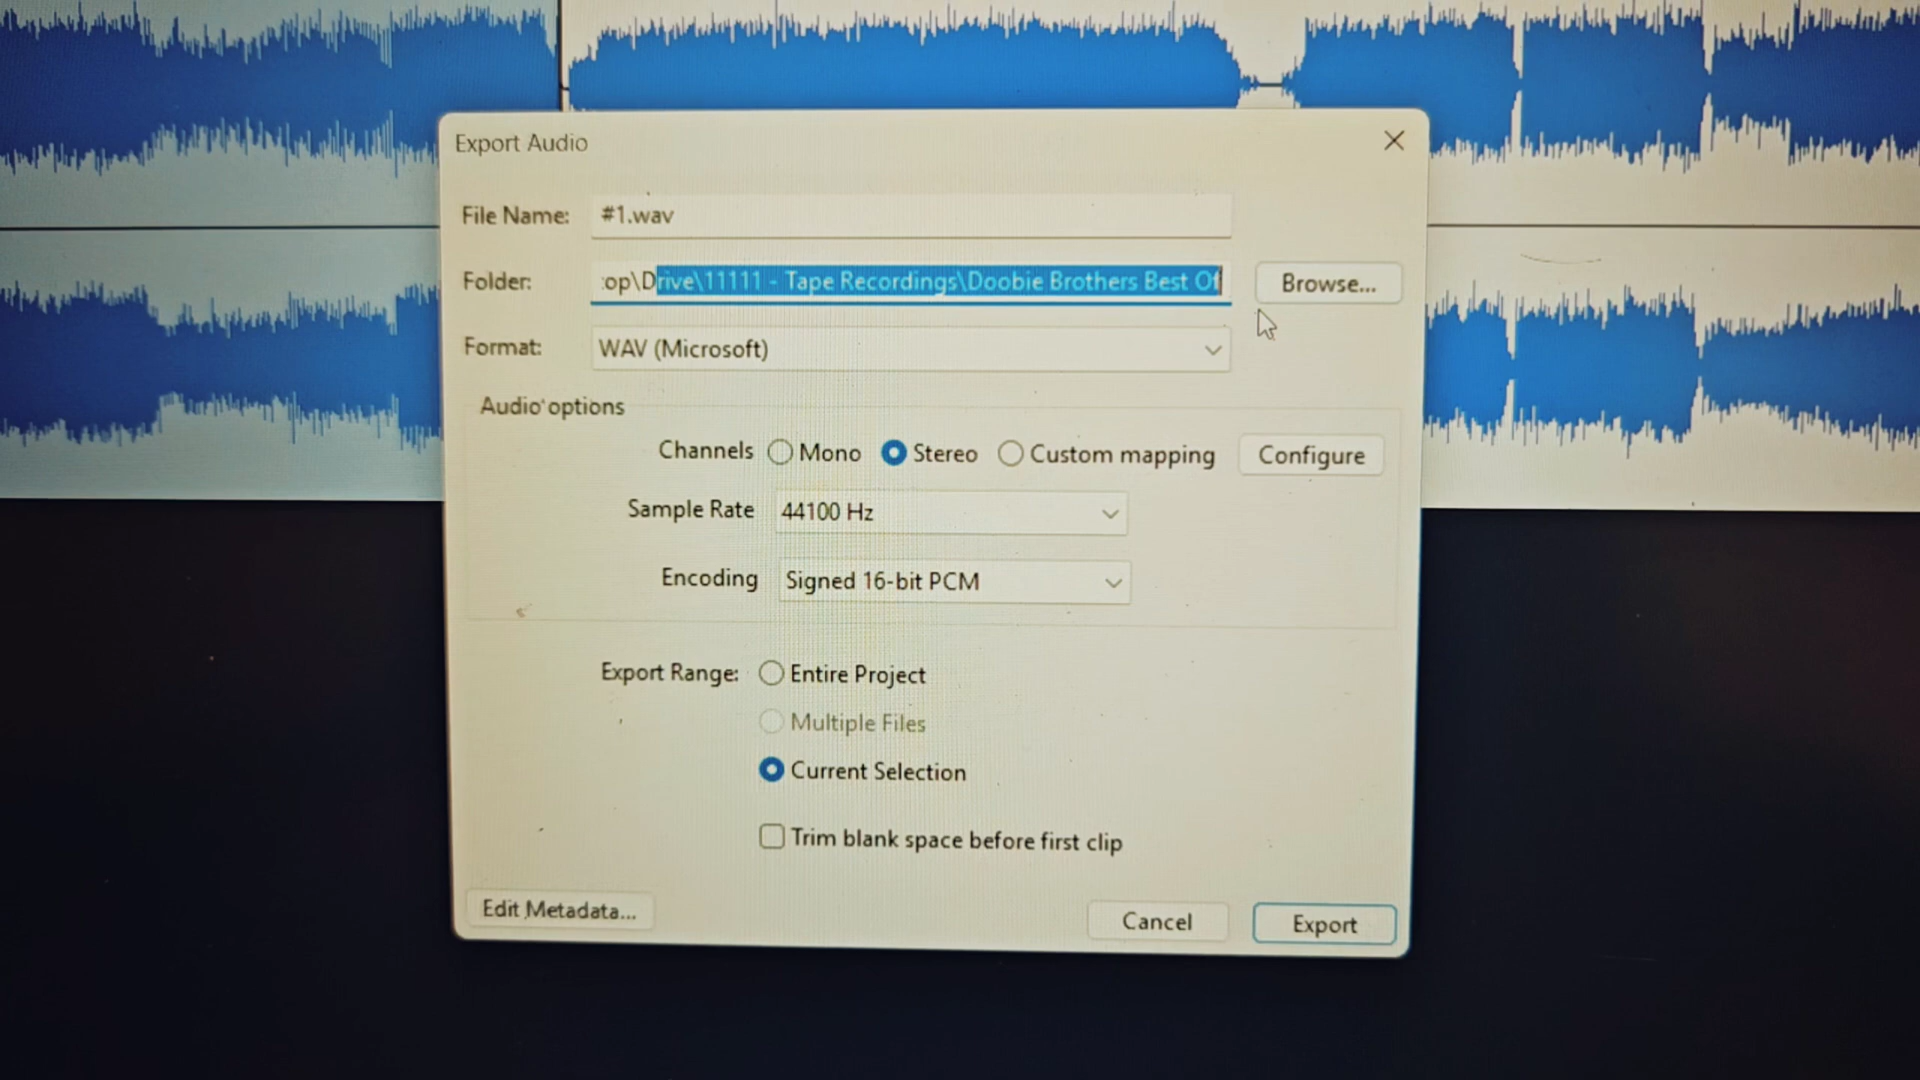 Export Audio
File Name: #1.wav
Folder: :op\Drive\11111 - Tape Recordings\Doobie Brothers Best Of Browse...
Format: WAV (Microsoft)
Audio options
Channels Mono Stereo Custom mapping Configure
Sample Rate 44100 Hz
Encoding Signed 16-bit PCM
Export Range: Entire Project
Multiple Files
Current Selection
Trim blank space before first clip
Edit Metadata... Cancel Export